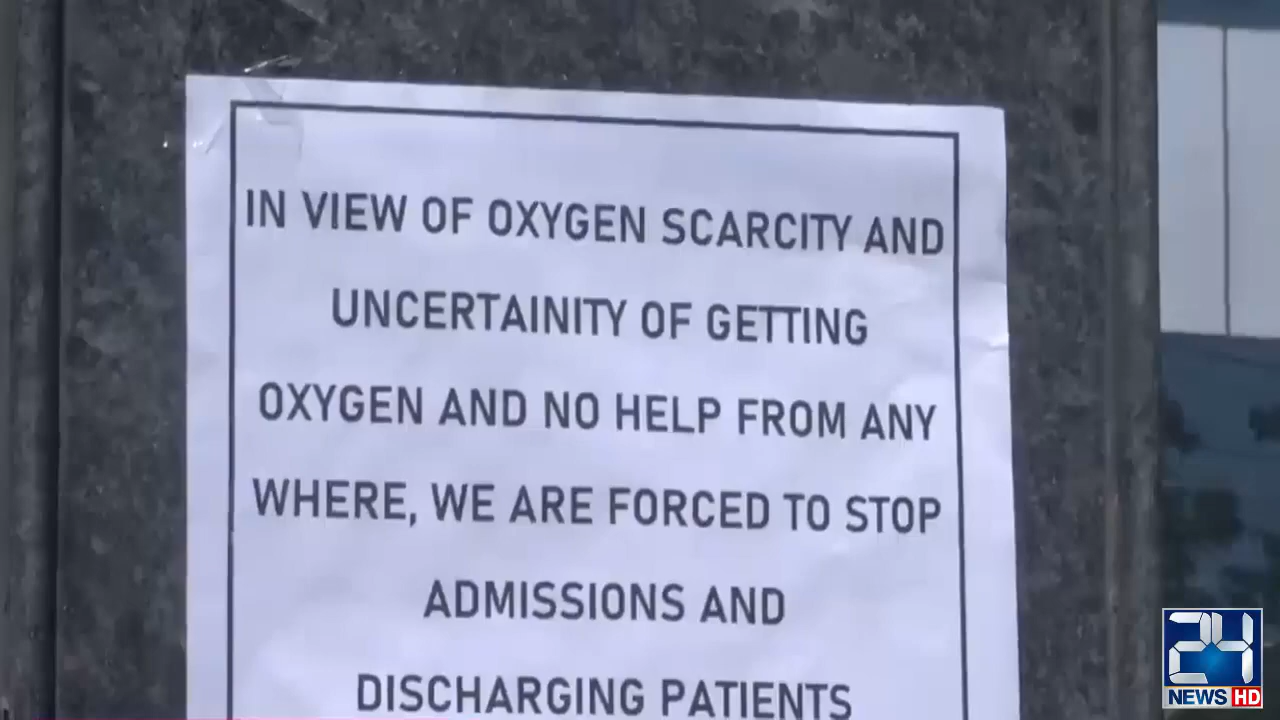 IN VIEW OF OXYGEN SCARCITY AND
UNCERTAINITY OF GETTING
OXYGEN AND NO HELP FROM ANY
WHERE, WE ARE FORCED TO STOP
ADMISSIONS AND
DISCHARGING PATIENTS
24
NEWS HD